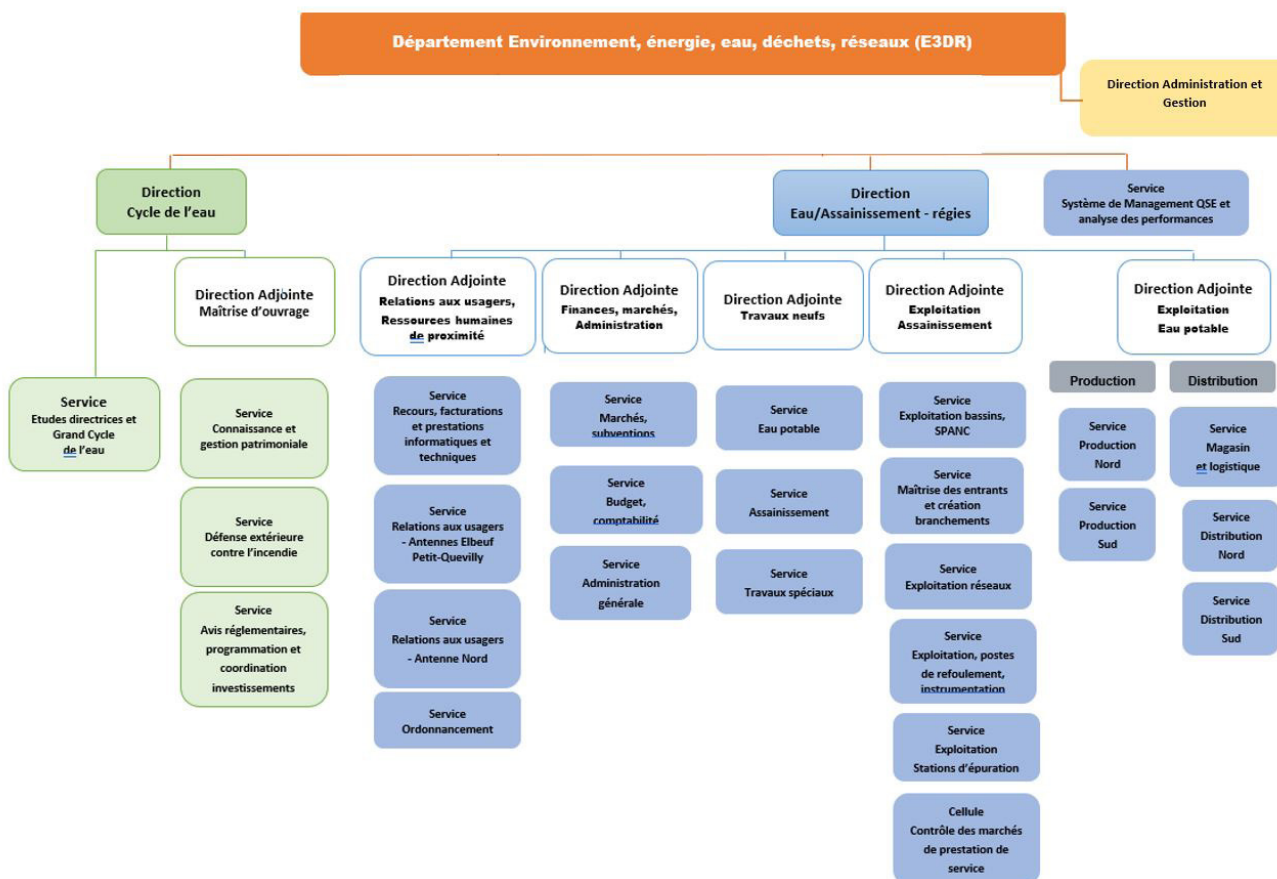 Département Environnement, énergie, eau, déchets, réseaux (E3DR)
Direction Administration et
Gestion
Direction
Cycle de l'eau
Direction
Eau/Assainissement - régies
Service
Système de Management QSE et
analyse des performances
Direction Adjointe
Maîtrise d'ouvrage
Direction Adjointe
Relations aux usagers,
Ressources humaines
de proximité
Direction Adjointe
Finances, marchés,
Administration
Direction Adjointe
Travaux neufs
Direction Adjointe
Exploitation
Assainissement
Direction Adjointe
Exploitation
Eau potable
Service
Etudes directrices et
Grand Cycle
de l'eau
Service
Connaissance et
gestion patrimoniale
Service
Défense extérieure
contre l'incendie
Service
Avis réglementaires,
programmation et
coordination
investissements
Service
Recours, facturations
et prestations
informatiques et
techniques
Service
Relations aux usagers
- Antennes Elbeuf
Petit-Quevilly
Service
Relations aux usagers
- Antenne Nord
Service
Ordonnancement
Service
Marchés,
subventions
Service
Budget,
comptabilité
Service
Administration
générale
Service
Eau potable
Service
Assainissement
Service
Travaux spéciaux
Service
Exploitation bassins,
SPANC
Service
Maîtrise des entrants
et création
branchements
Service
Exploitation réseaux
Service
Exploitation, postes
de refoulement,
instrumentation
Service
Exploitation
Stations d'épuration
Cellule
Contrôle des marchés
de prestation de
service
Production
Service
Production
Nord
Service
Production
Sud
Distribution
Service
Magasin
et logistique
Service
Distribution
Nord
Service
Distribution
Sud